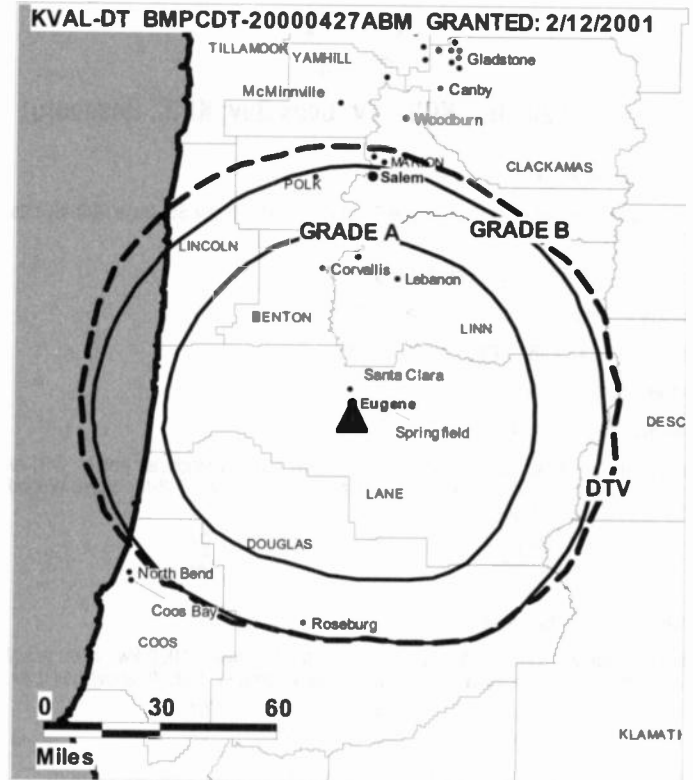 KVAL-DT BMPCDT-20000427ABM GRANTED: 2/12/2001
TILLAMOOK
YAMHILL
Gladstone
McMinnville
Canby
Woodburn
MARION
CLACKAMAS
POLK
Salem
GRADE A
GRADE B
LINCOLN
Corvallis
Lebanon
BENTON
LINN
Santa Clara
Eugene
DESC
Springfield
LANE
DTV
DOUGLAS
North Bend
Coos Bay
Roseburg
COOS
0 30 60
Miles
KLAMATH